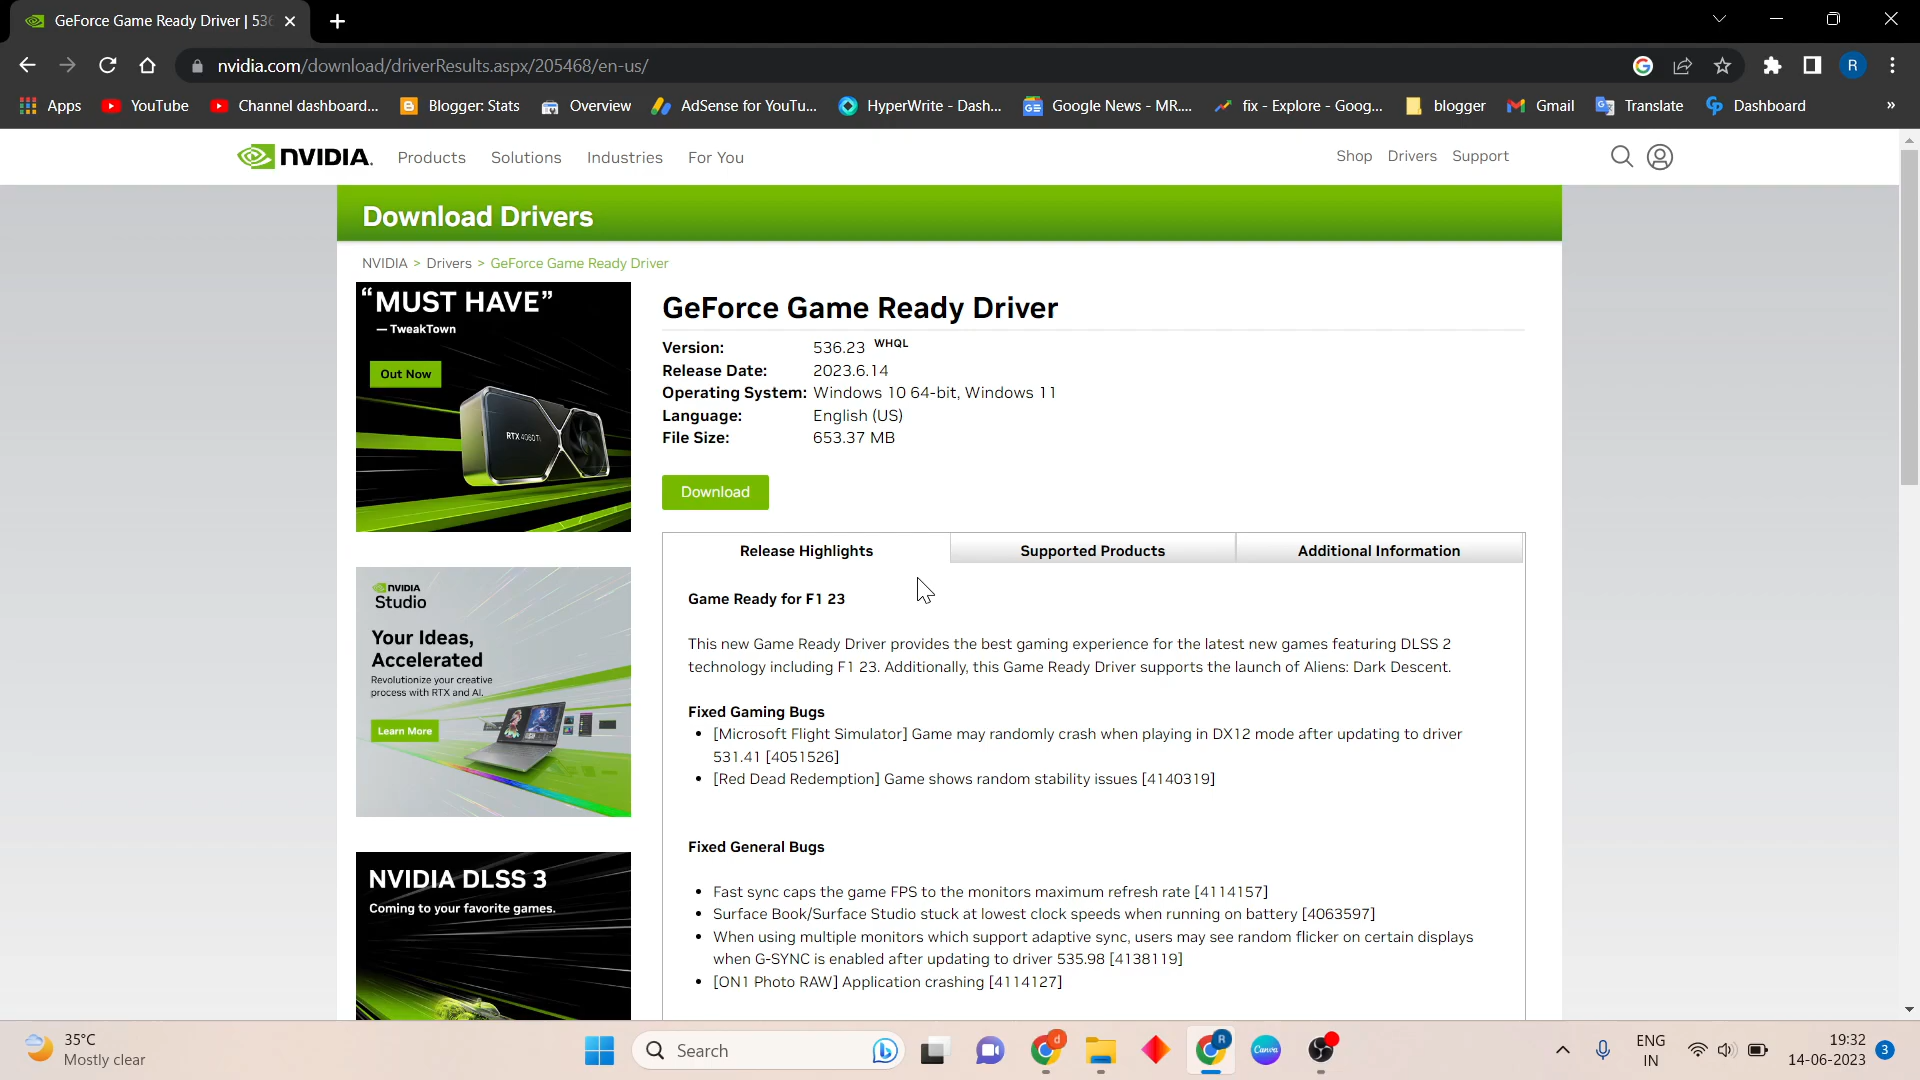 GeForce Game Ready Driver | 536
nvidia.com/download/driverResults.aspx/205468/en-us/
R
Apps
YouTube
Channel dashboard...
Blogger: Stats
Overview
AdSense for YouTu...
HyperWrite - Dash...
Google News - MR....
fix - Explore - Goog...
blogger
Gmail
Translate
Dashboard
»
NVIDIA.
Products
Solutions
Industries
For You
Shop
Drivers
Support
Download Drivers
NVIDIA > Drivers > GeForce Game Ready Driver
“MUST HAVE”
— TweakTown
Out Now
RTX 4060 Ti
NVIDIA
Studio
Your Ideas,
Accelerated
Revolutionize your creative
process with RTX and AI.
Learn More
NVIDIA DLSS 3
Coming to your favorite games.
GeForce Game Ready Driver
Version: 536.23 WHQL
Release Date: 2023.6.14
Operating System: Windows 10 64-bit, Windows 11
Language: English (US)
File Size: 653.37 MB
Download
Release Highlights
Supported Products
Additional Information
Game Ready for F1 23
This new Game Ready Driver provides the best gaming experience for the latest new games featuring DLSS 2
technology including F1 23. Additionally, this Game Ready Driver supports the launch of Aliens: Dark Descent.
Fixed Gaming Bugs
• [Microsoft Flight Simulator] Game may randomly crash when playing in DX12 mode after updating to driver
531.41 [4051526]
• [Red Dead Redemption] Game shows random stability issues [4140319]
Fixed General Bugs
• Fast sync caps the game FPS to the monitors maximum refresh rate [4114157]
• Surface Book/Surface Studio stuck at lowest clock speeds when running on battery [4063597]
• When using multiple monitors which support adaptive sync, users may see random flicker on certain displays
when G-SYNC is enabled after updating to driver 535.98 [4138119]
• [ON1 Photo RAW] Application crashing [4114127]
35°C
Mostly clear
Search
d
R
Canva
ENG
IN
19:32
14-06-2023
3